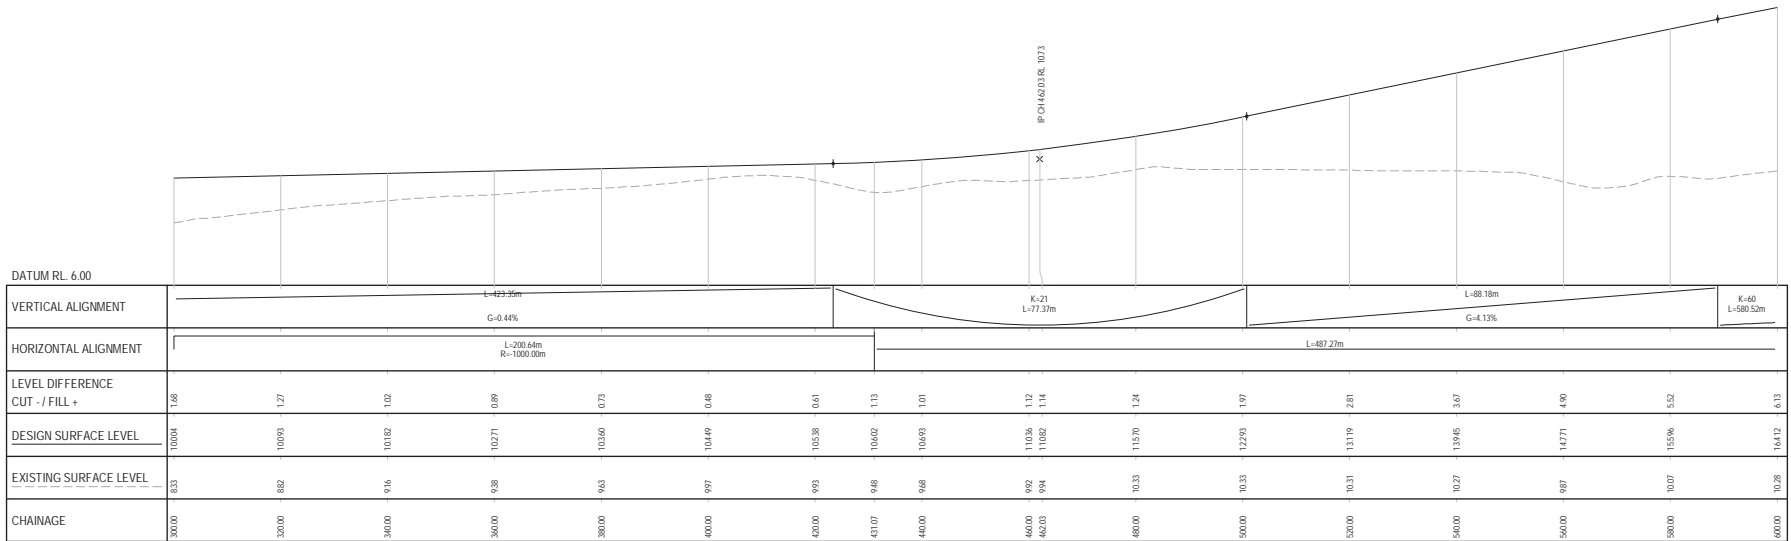 IP CH 462.03 RL 10.73
DATUM RL. 6.00
VERTICAL ALIGNMENT
L=423.35m
G=0.44%
K=21
L=77.37m
L=88.18m
G=4.13%
K=60
L=580.52m
HORIZONTAL ALIGNMENT
L=200.64m
R=-1000.00m
L=487.27m
LEVEL DIFFERENCE
CUT - / FILL +
1.68 1.27 1.02 0.89 0.73 0.48 0.61 1.13 1.01 1.12 1.14 1.24 1.97 2.81 3.67 4.90 5.52 6.13
DESIGN SURFACE LEVEL
10.004 10.093 10.182 10.271 10.360 10.449 10.538 10.602 10.693 11.036 11.082 11.570 12.293 13.119 13.945 14.771 15.596 16.412
EXISTING SURFACE LEVEL
8.33 8.82 9.16 9.38 9.63 9.97 9.93 9.48 9.68 9.92 9.94 10.33 10.33 10.31 10.27 9.87 10.07 10.28
CHAINAGE
300.00 320.00 340.00 360.00 380.00 400.00 420.00 431.07 440.00 460.00 462.03 480.00 500.00 520.00 540.00 560.00 580.00 600.00